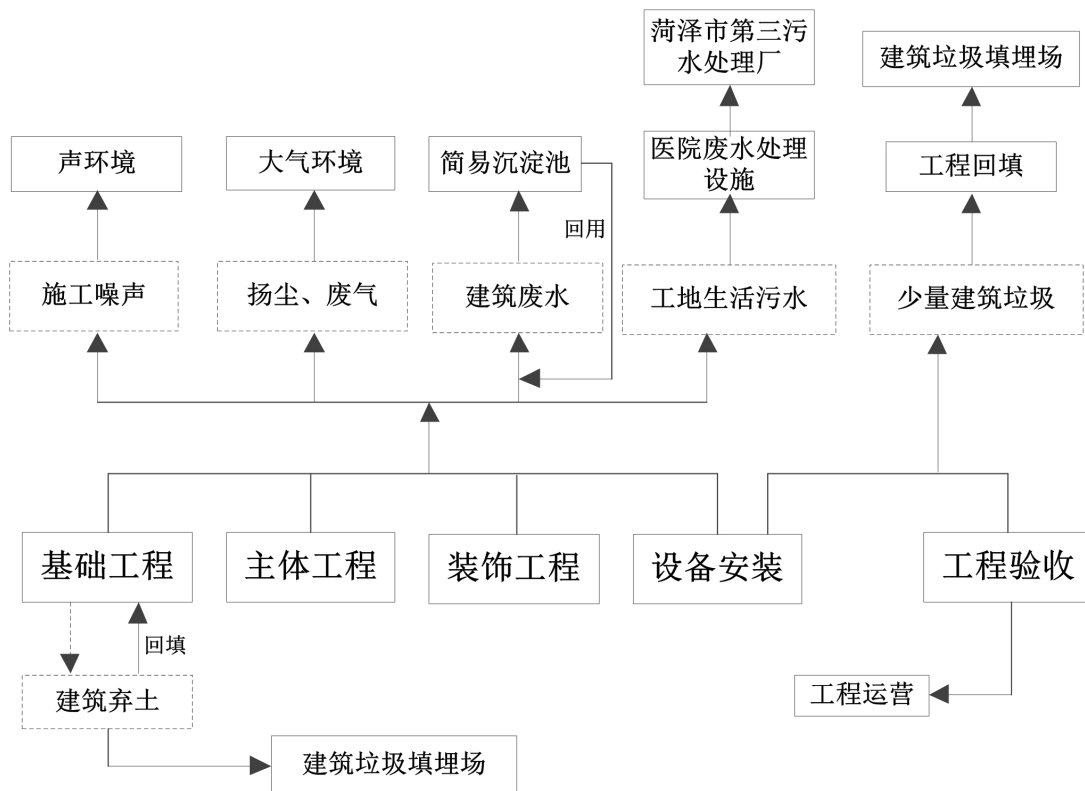 菏泽市第三污
水处理厂
建筑垃圾填埋场
声环境
大气环境
简易沉淀池
医院废水处理
设施
工程回填
回用
施工噪声
扬尘、废气
建筑废水
工地生活污水
少量建筑垃圾
基础工程
主体工程
装饰工程
设备安装
工程验收
回填
建筑弃土
工程运营
建筑垃圾填埋场